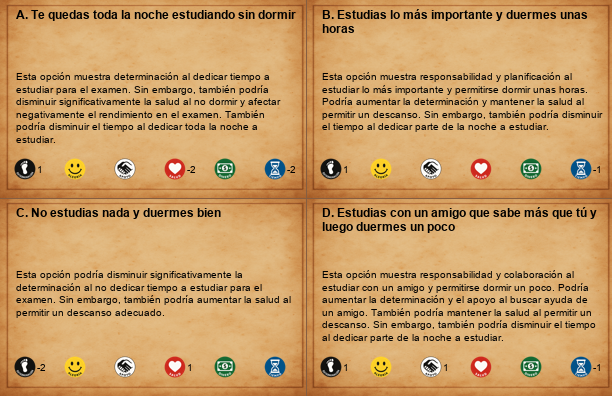 A. Te quedas toda la noche estudiando sin dormir
Esta opción muestra determinación al dedicar tiempo a
estudiar para el examen. Sin embargo, también podría
disminuir significativamente la salud al no dormir y afectar
negativamente el rendimiento en el examen. También
podría disminuir el tiempo al dedicar toda la noche a
estudiar.
1 -2 -2
B. Estudias lo más importante y duermes unas
horas
Esta opción muestra responsabilidad y planificación al
estudiar lo más importante y permitirse dormir unas horas.
Podría aumentar la determinación y mantener la salud al
permitir un descanso. Sin embargo, también podría disminuir
el tiempo al dedicar parte de la noche a estudiar.
1 -1
C. No estudias nada y duermes bien
Esta opción podría disminuir significativamente la
determinación al no dedicar tiempo a estudiar para el
examen. Sin embargo, también podría aumentar la salud al
permitir un descanso adecuado.
-2 1
D. Estudias con un amigo que sabe más que tú y
luego duermes un poco
Esta opción muestra responsabilidad y colaboración al
estudiar con un amigo y permitirse dormir un poco. Podría
aumentar la determinación y el apoyo al buscar ayuda de
un amigo. También podría mantener la salud al permitir un
descanso. Sin embargo, también podría disminuir el tiempo
al dedicar parte de la noche a estudiar.
1 1 -1